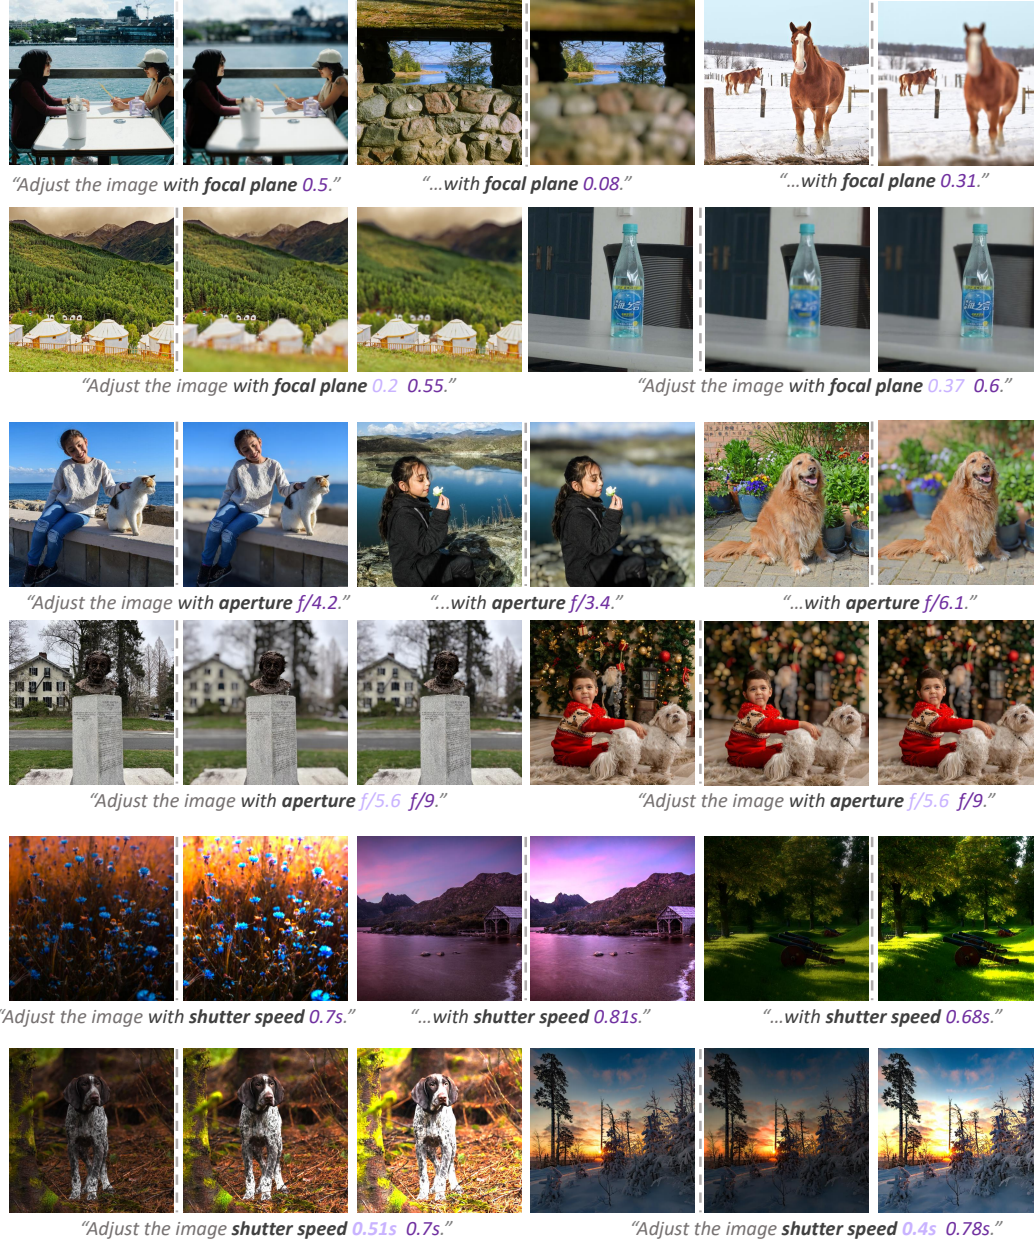 “Adjust the image with focal plane 0.5.”
“...with focal plane 0.08.”
“...with focal plane 0.31.”
“Adjust the image with focal plane 0.2 0.55.”
“Adjust the image with focal plane 0.37 0.6.”
“Adjust the image with aperture f/4.2.”
“...with aperture f/3.4.”
“...with aperture f/6.1.”
“Adjust the image with aperture f/5.6 f/9.”
“Adjust the image with aperture f/5.6 f/9.”
“Adjust the image with shutter speed 0.7s.”
“...with shutter speed 0.81s.”
“...with shutter speed 0.68s.”
“Adjust the image shutter speed 0.51s 0.7s.”
“Adjust the image shutter speed 0.4s 0.78s.”